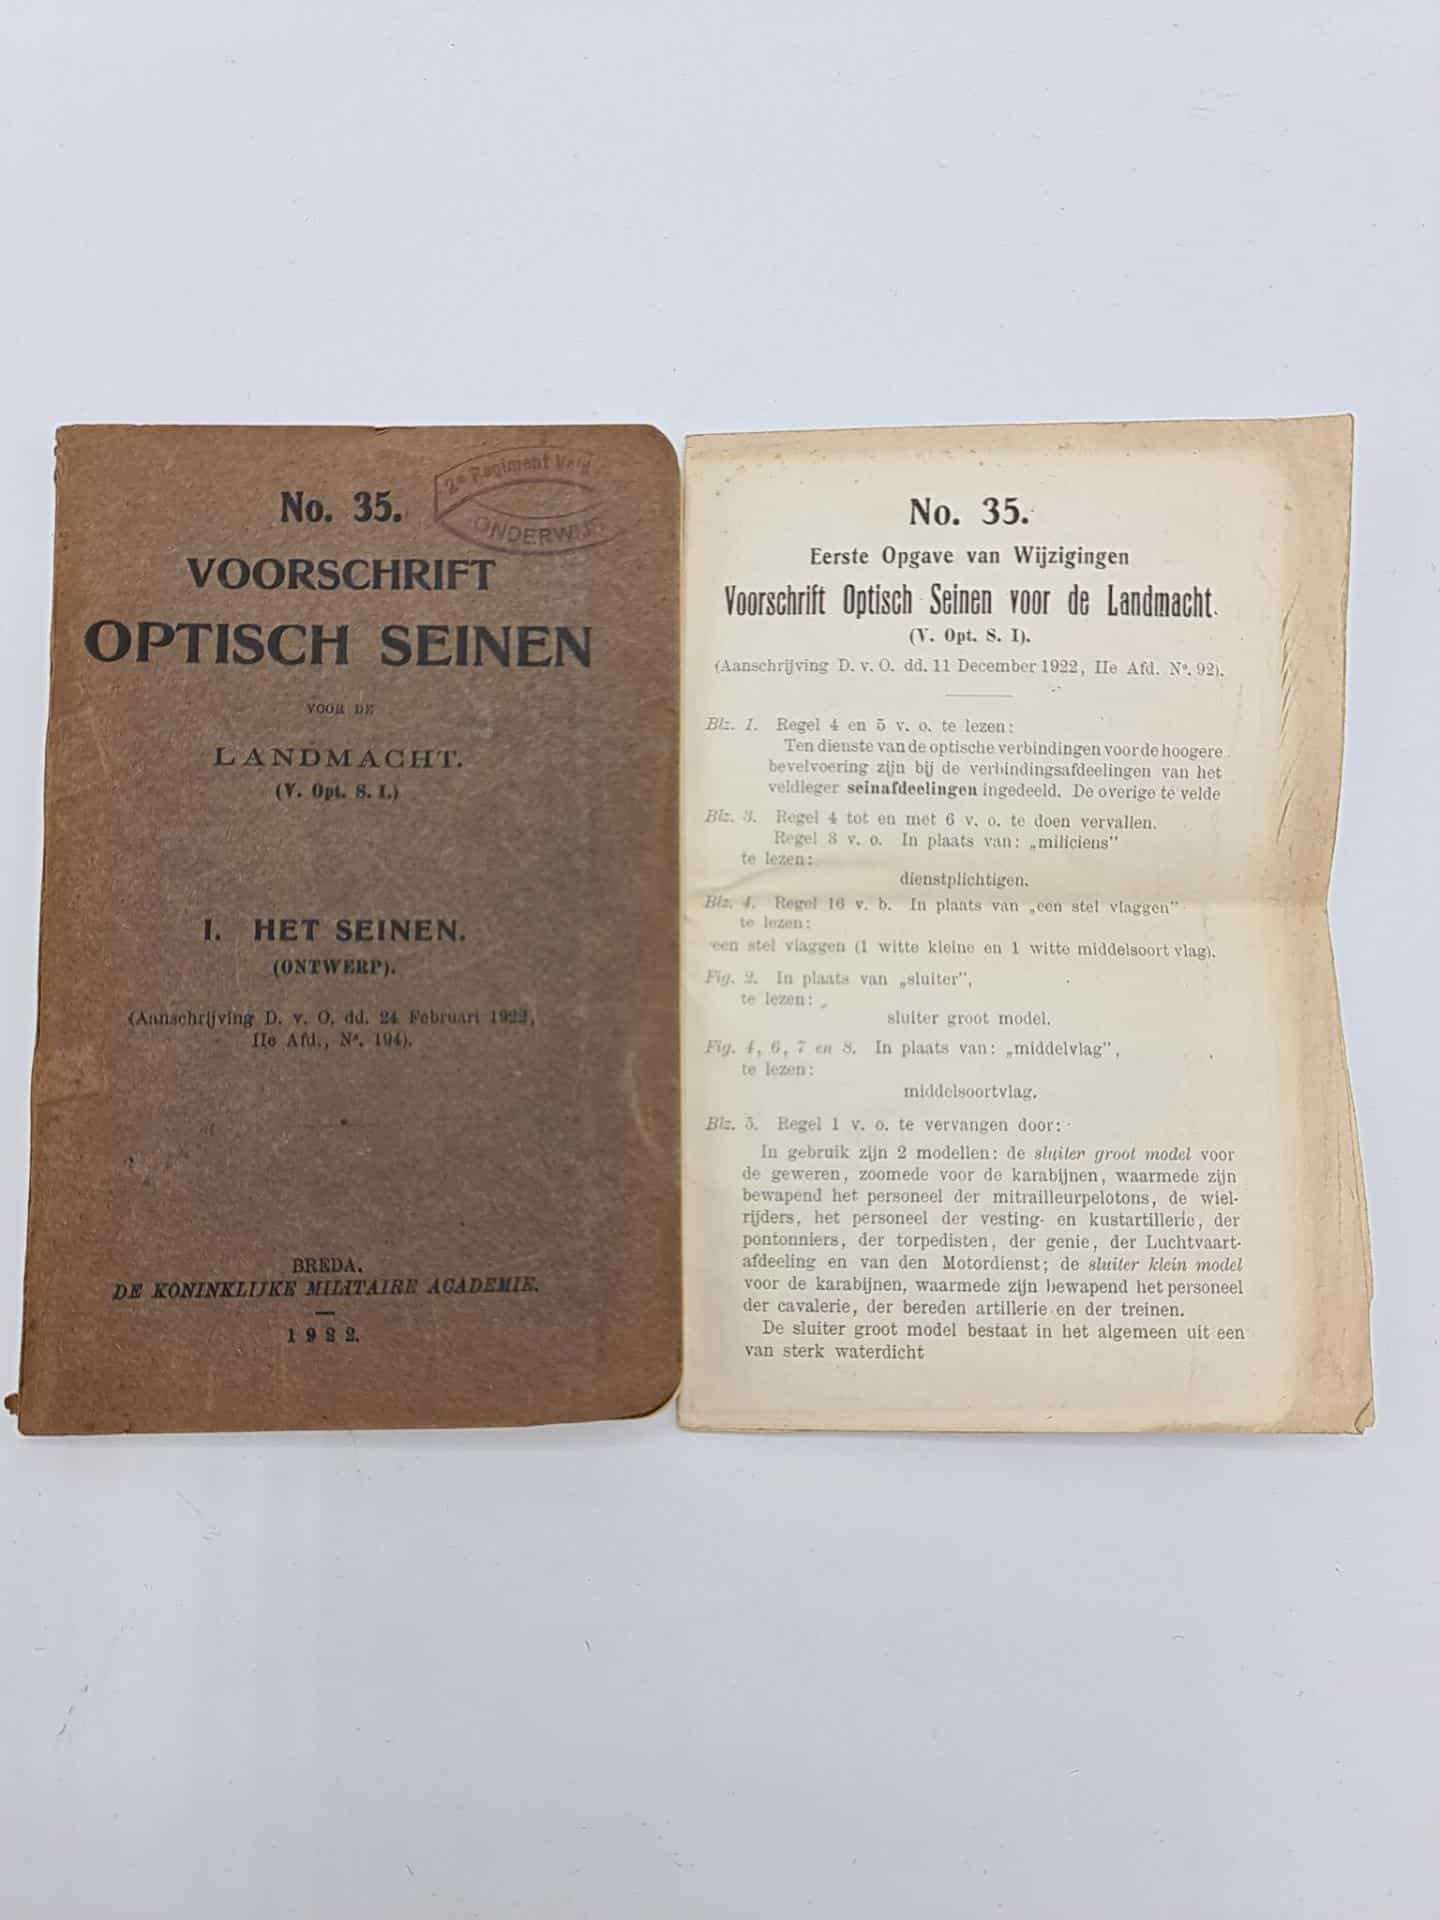 2e Regiment Veld
ONDERWIJS
No. 35.
VOORSCHRIFT
OPTISCH SEINEN
VOOR DE
LANDMACHT.
(V. Opt. S. I.)
I. HET SEINEN.
(ONTWERP).
(Aanschrijving D. v. O. dd. 24 Februari 1922,
IIe Afd., No. 194).
BREDA.
DE KONINKLIJKE MILITAIRE ACADEMIE.
1922.
No. 35.
Eerste Opgave van Wijzigingen
Voorschrift Optisch Seinen voor de Landmacht.
(V. Opt. S. I).
(Aanschrijving D. v. O. dd. 11 December 1922, IIe Afd. No. 92).
Blz. 1. Regel 4 en 5 v. o. te lezen:
Ten dienste van de optische verbindingen voor de hoogere
bevelvoering zijn bij de verbindingsafdeelingen van het
veldleger seinafdeelingen ingedeeld. De overige te velde
Blz. 3. Regel 4 tot en met 6 v. o. te doen vervallen.
Regel 3 v. o. In plaats van: „miliciens”
te lezen:
dienstplichtigen.
Blz. 4. Regel 16 v. b. In plaats van „een stel vlaggen”
te lezen:
een stel vlaggen (1 witte kleine en 1 witte middelsoort vlag).
Fig. 2. In plaats van „sluiter”,
te lezen:
sluiter groot model.
Fig. 4, 6, 7 en 8. In plaats van: „middelvlag”,
te lezen:
middelsoortvlag.
Blz. 5. Regel 1 v. o. te vervangen door:
In gebruik zijn 2 modellen: de sluiter groot model voor
de geweren, zoomede voor de karabijnen, waarmede zijn
bewapend het personeel der mitrailleurpelotons, de wiel-
rijders, het personeel der vesting- en kustartillerie, der
pontonniers, der torpedisten, der genie, der Luchtvaart-
afdeeling en van den Motordienst; de sluiter klein model
voor de karabijnen, waarmede zijn bewapend het personeel
der cavalerie, der bereden artillerie en der treinen.
De sluiter groot model bestaat in het algemeen uit een
van sterk waterdicht